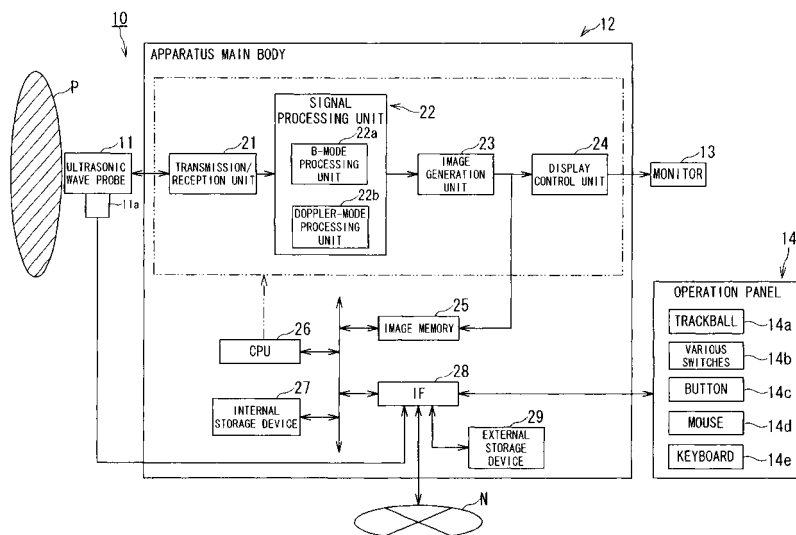 10
12
APPARATUS MAIN BODY
P
SIGNAL
PROCESSING UNIT
22
22a
B-MODE
PROCESSING
UNIT
22b
DOPPLER-MODE
PROCESSING
UNIT
11
ULTRASONIC
WAVE PROBE
11a
21
TRANSMISSION/
RECEPTION UNIT
23
IMAGE
GENERATION
UNIT
24
DISPLAY
CONTROL UNIT
13
MONITOR
25
IMAGE MEMORY
26
CPU
27
INTERNAL
STORAGE DEVICE
28
IF
29
EXTERNAL
STORAGE
DEVICE
N
14
OPERATION PANEL
TRACKBALL
14a
VARIOUS
SWITCHES
14b
BUTTON
14c
MOUSE
14d
KEYBOARD
14e